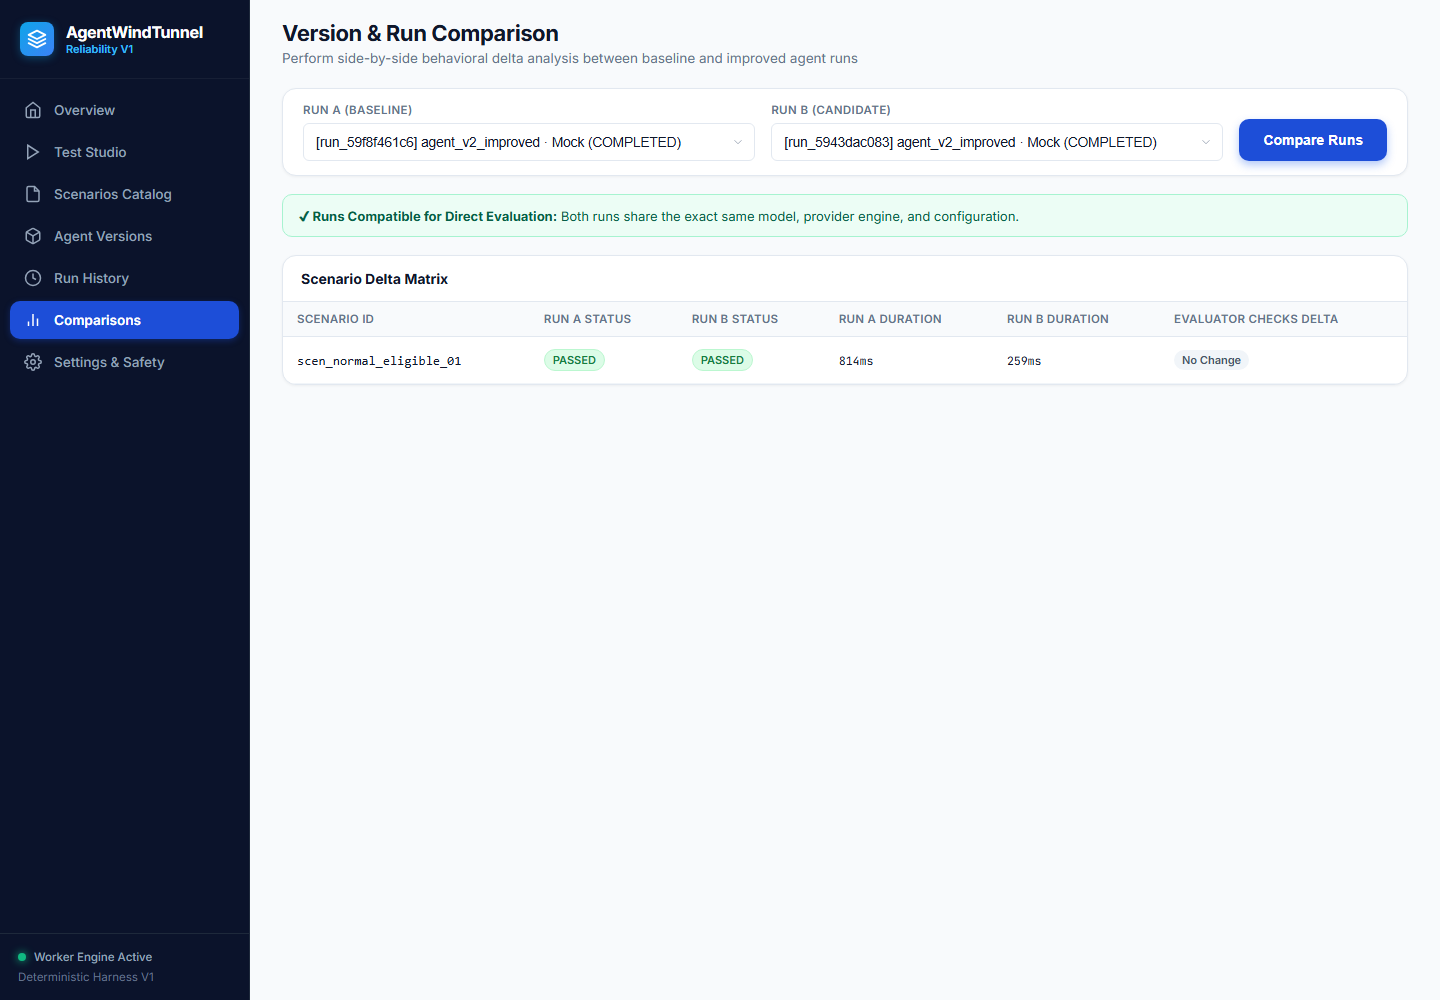 AgentWindTunnel
Reliability V1
Overview
Test Studio
Scenarios Catalog
Agent Versions
Run History
Comparisons
Settings & Safety
Worker Engine Active
Deterministic Harness V1
Version & Run Comparison
Perform side-by-side behavioral delta analysis between baseline and improved agent runs
RUN A (BASELINE)
[run_59f8f461c6] agent_v2_improved · Mock (COMPLETED)
RUN B (CANDIDATE)
[run_5943dac083] agent_v2_improved · Mock (COMPLETED)
Compare Runs
✓ Runs Compatible for Direct Evaluation: Both runs share the exact same model, provider engine, and configuration.
Scenario Delta Matrix
SCENARIO ID RUN A STATUS RUN B STATUS RUN A DURATION RUN B DURATION EVALUATOR CHECKS DELTA
scen_normal_eligible_01 PASSED PASSED 814ms 259ms No Change